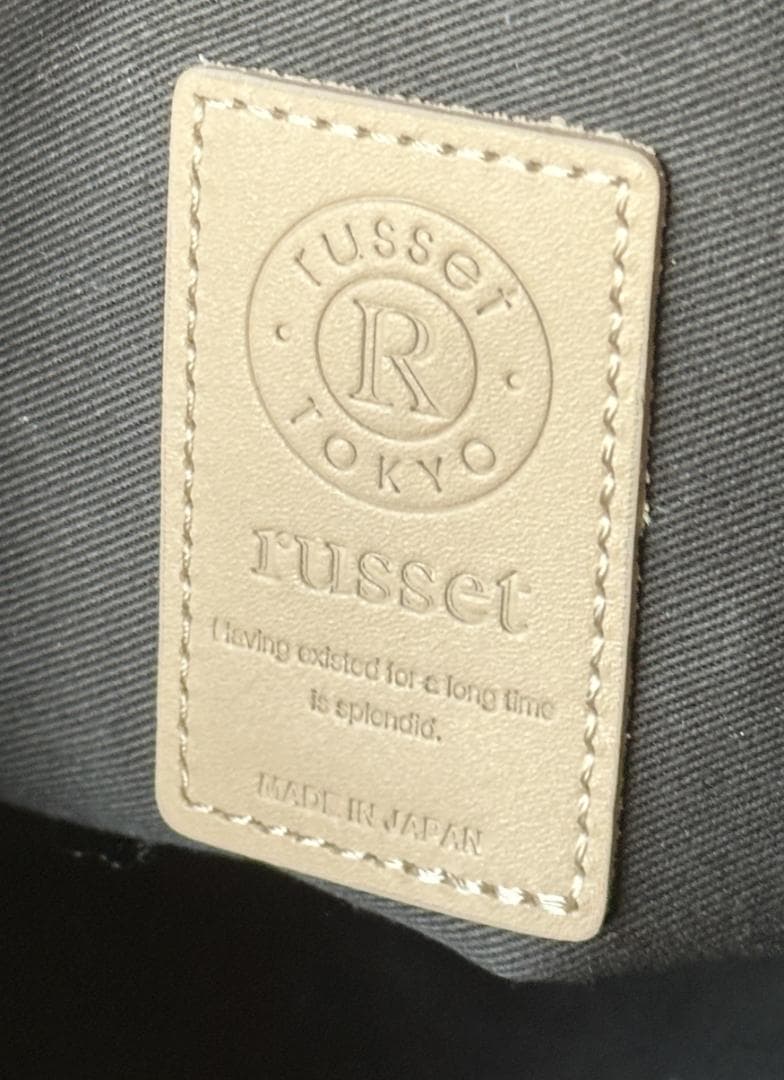 russet
R
TOKYO
russet
Having existed for a long time
is splendid.
MADE IN JAPAN